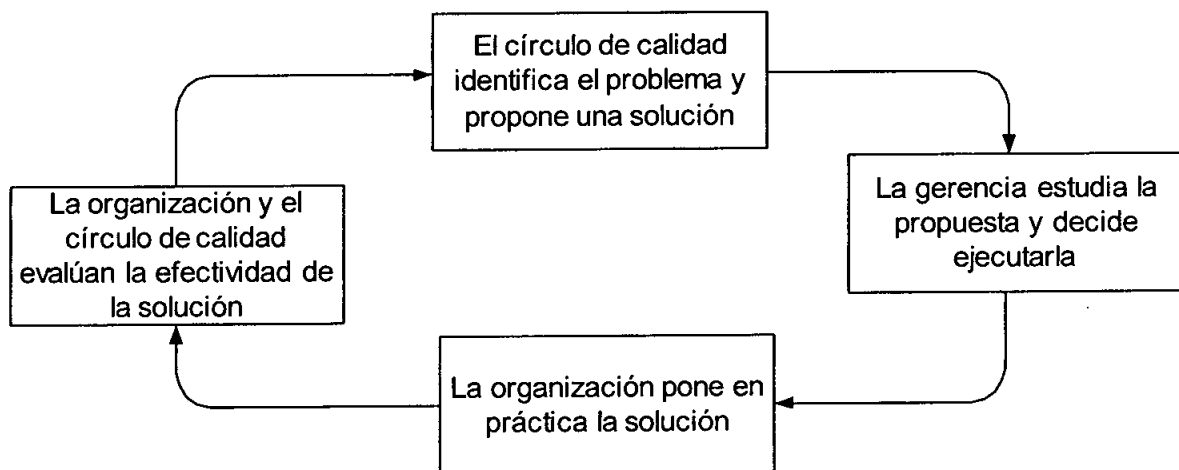 El círculo de calidad
identifica el problema y
propone una solución
La gerencia estudia la
propuesta y decide
ejecutarla
La organización pone en
práctica la solución
La organización y el
círculo de calidad
evalúan la efectividad de
la solución